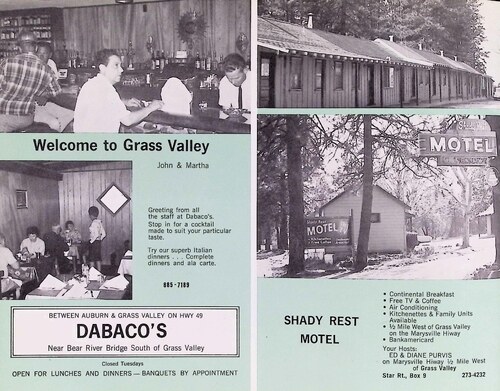 Welcome to Grass Valley
John & Martha
Greeting from all
the staff at Dabaco's.
Stop in for a cocktail
made to suit your particular
taste.
Try our superb Italian
dinners . . . Complete
dinners and ala carte.
885-7189
BETWEEN AUBURN & GRASS VALLEY ON HWY 49
DABACO'S
Near Bear River Bridge South of Grass Valley
Closed Tuesdays
OPEN FOR LUNCHES AND DINNERS — BANQUETS BY APPOINTMENT
MOTEL
MOTEL
SHADY REST
MOTEL
• Continental Breakfast
• Free TV & Coffee
• Air Conditioning
• Kitchenettes & Family Units
Available
• ½ Mile West of Grass Valley
on the Marysville Hiway
• Bankamericard
Your Hosts:
ED & DIANE PURVIS
on Marysville Hiway ½ Mile West
of Grass Valley
Star Rt., Box 9 273-4232